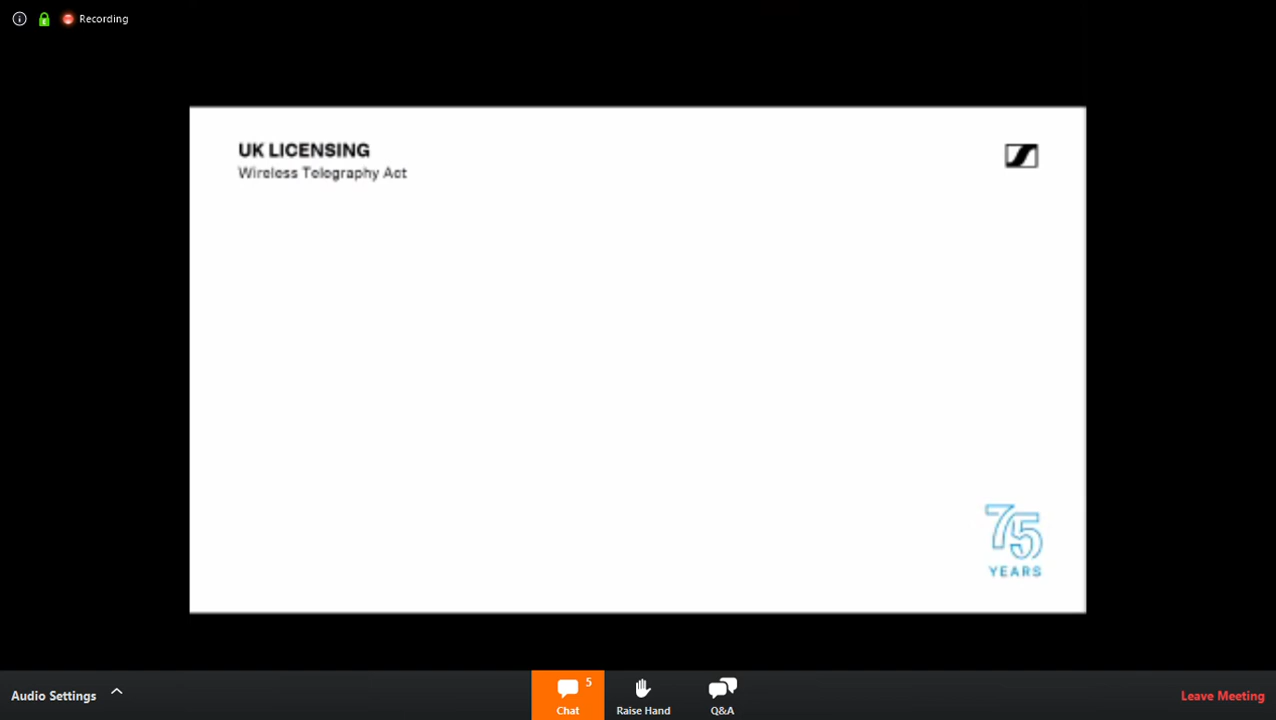 Recording
UK LICENSING
Wireless Telegraphy Act
75
YEARS
Audio Settings
5
Chat
Raise Hand
Q&A
Leave Meeting